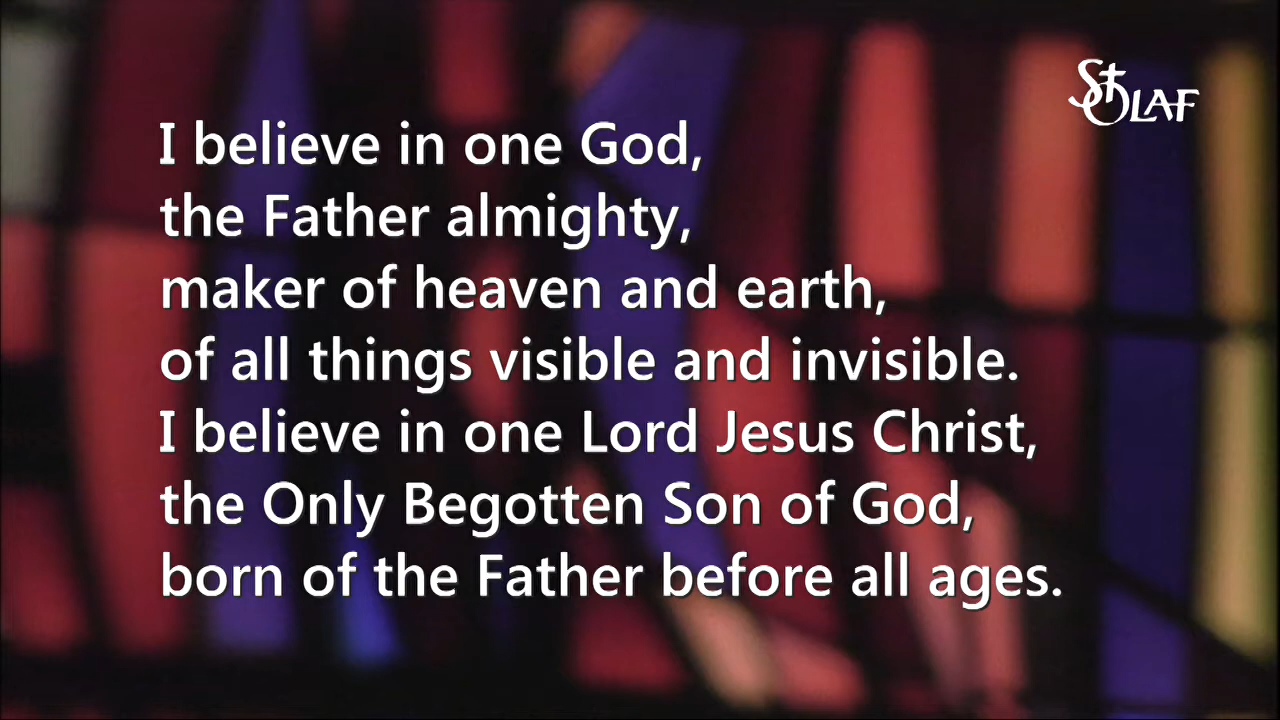 St OLAF
I believe in one God,
the Father almighty,
maker of heaven and earth,
of all things visible and invisible.
I believe in one Lord Jesus Christ,
the Only Begotten Son of God,
born of the Father before all ages.